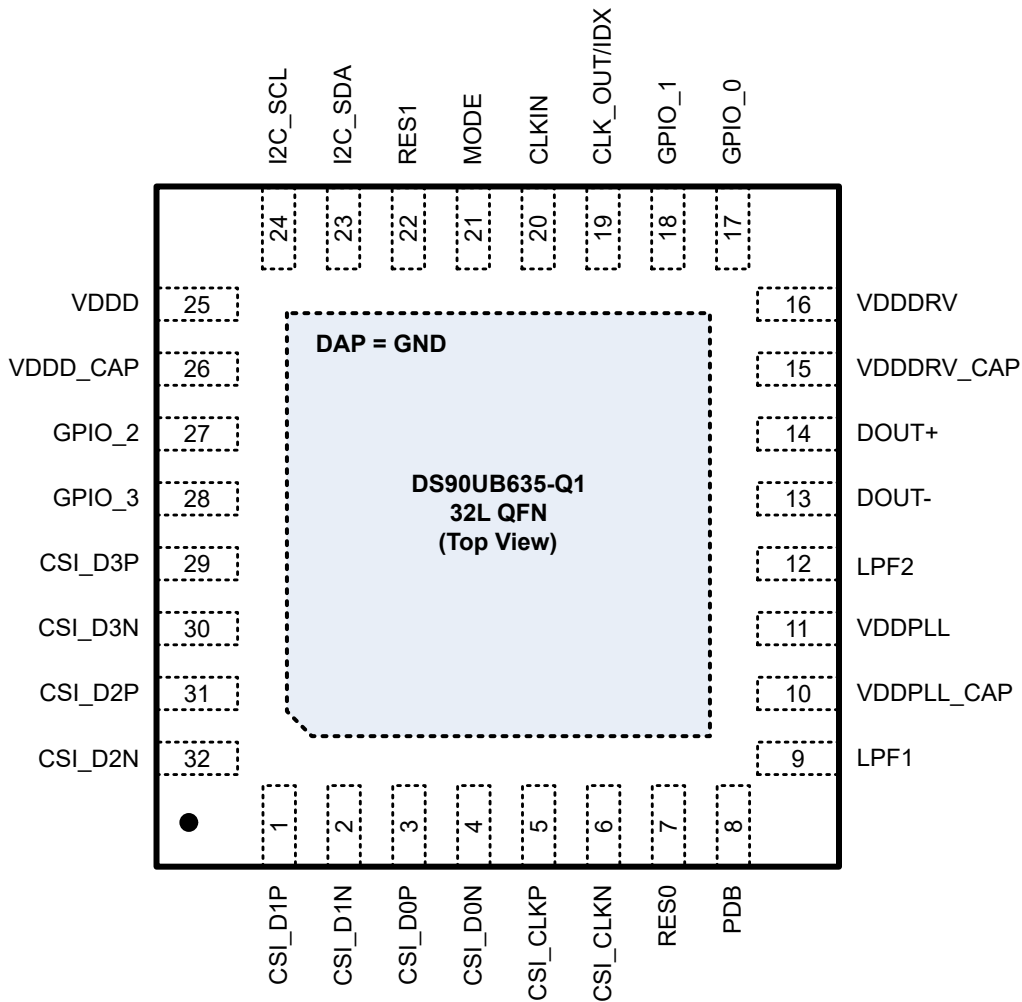 I2C_SCL
I2C_SDA
RES1
MODE
CLKIN
CLK_OUT/IDX
GPIO_1
GPIO_0
24
23
22
21
20
19
18
17
VDDD
25
16
VDDDRV
VDDD_CAP
26
15
VDDDRV_CAP
GPIO_2
27
14
DOUT+
GPIO_3
28
13
DOUT-
CSI_D3P
29
12
LPF2
CSI_D3N
30
11
VDDPLL
CSI_D2P
31
10
VDDPLL_CAP
CSI_D2N
32
9
LPF1
DAP = GND
DS90UB635-Q1
32L QFN
(Top View)
1
2
3
4
5
6
7
8
CSI_D1P
CSI_D1N
CSI_D0P
CSI_D0N
CSI_CLKP
CSI_CLKN
RES0
PDB